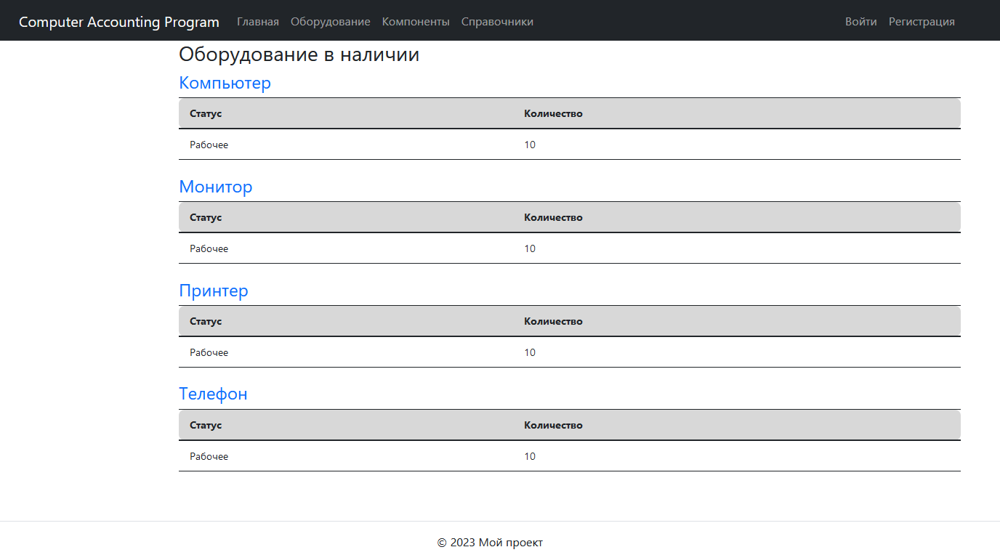 Computer Accounting Program Главная Оборудование Компоненты Справочники Войти Регистрация
Оборудование в наличии
Компьютер
Статус Количество
Рабочее 10
Монитор
Статус Количество
Рабочее 10
Принтер
Статус Количество
Рабочее 10
Телефон
Статус Количество
Рабочее 10
© 2023 Мой проект